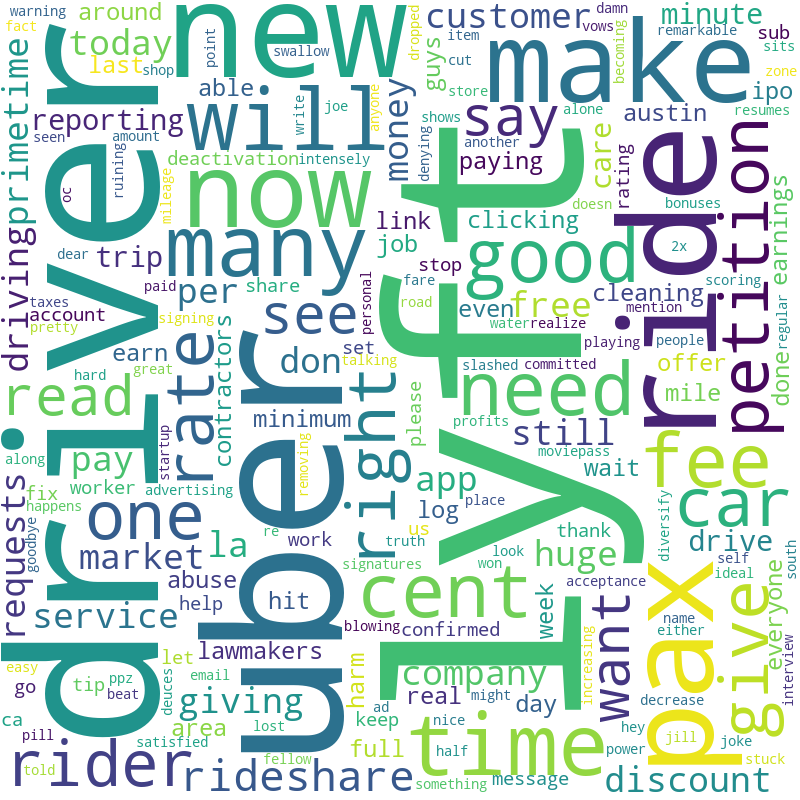 warning
fact
around
today
last
primetime
driver
new
point
swallow
shop
able
will
reporting
seen
amount
ruining
oc
deactivation
intensely
mileage
now
write
joe
anyone
dropped
money
guys
customer
item
cut
store
damn
vows
becoming
remarkable
minute
sub
sits
zone
ipo
make
say
shows
alone
resumes
denying
another
paying
care
rating
austin
doesn
bonuses
driving
dear
trip
many
link
clicking
job
share
per
good
ride
2x
petition
earnings
regular
taxes
paid
account
pretty
signing
see
stop
fare
road
personal
even
free
cleaning
scoring
mention
water
realize
playing
people
earn
hard
great
rate
contractors
don
set
talking
lyft
slashed
committed
offer
done
mile
read
startup
uber
minimum
right
please
need
profits
still
moviepass
fee
along
pay
fix
happens
worker
advertising
removing
app
wait
car
one
la
log
place
us
requests
goodbye
market
re
work
truth
signatures
look
won
thank
huge
drive
diversify
self
ideal
south
abuse
help
hit
cent
week
acceptance
pax
everyone
service
blowing
confirmed
name
either
lawmakers
want
give
interview
easy
go
tip
ppz
beat
deuces
let
email
harm
company
increasing
giving
ad
real
might
day
decrease
hey
joke
ca
pill
area
lost
keep
nice
time
power
jill
stuck
told
satisfied
fellow
full
half
rider
rideshare
something
message
discount